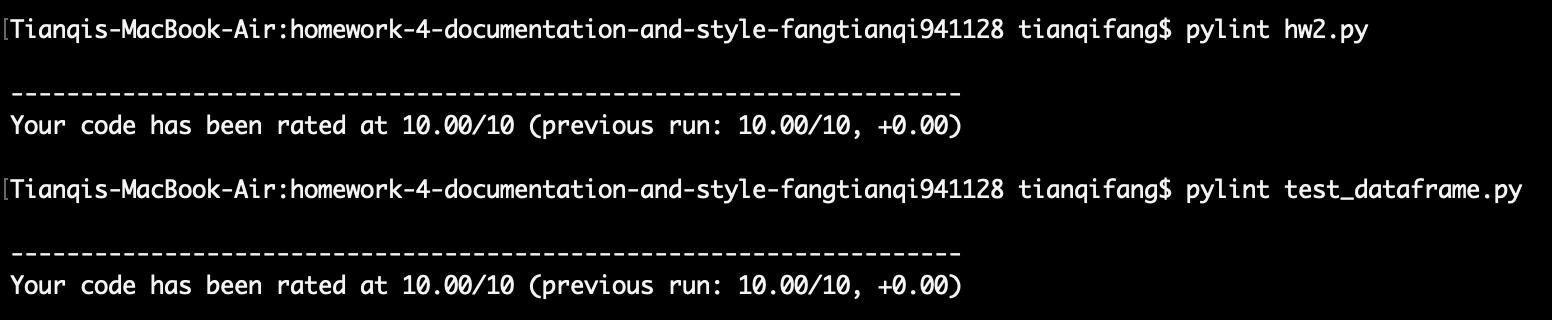 [Tianqis-MacBook-Air:homework-4-documentation-and-style-fangtianqi941128 tianqifang$ pylint hw2.py
--------------------------------------------------------------------
Your code has been rated at 10.00/10 (previous run: 10.00/10, +0.00)
[Tianqis-MacBook-Air:homework-4-documentation-and-style-fangtianqi941128 tianqifang$ pylint test_dataframe.py
--------------------------------------------------------------------
Your code has been rated at 10.00/10 (previous run: 10.00/10, +0.00)